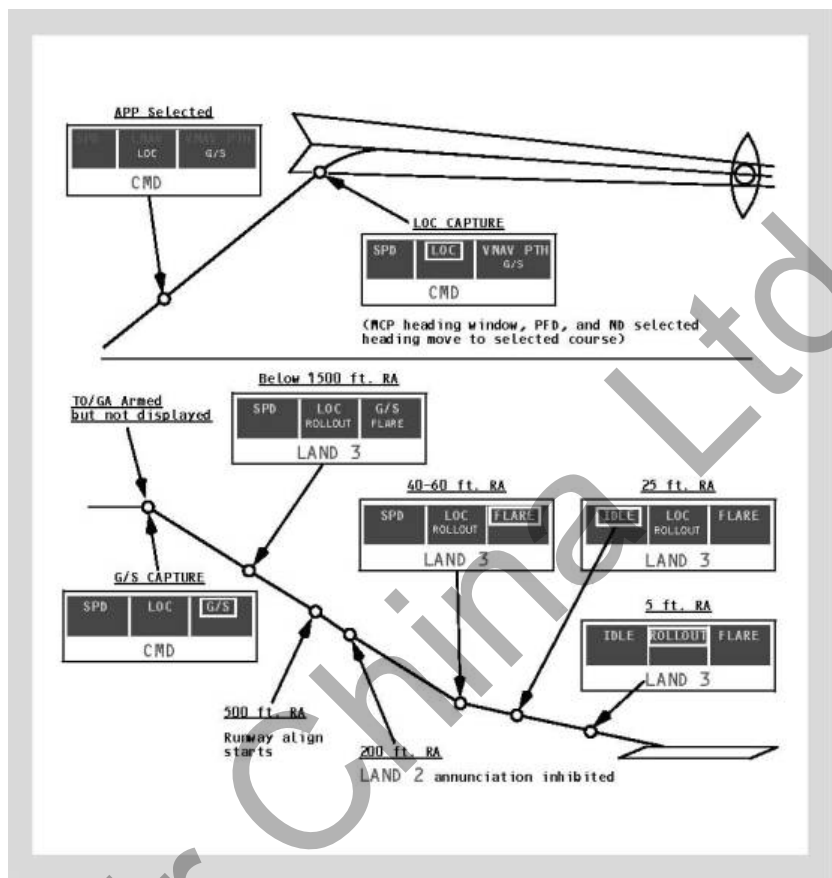 APP Selected
SPD LNAV VNAV PTH
LOC G/S
CMD
LOC CAPTURE
SPD LOC VNAV PTH
G/S
CMD
(MCP heading window, PFD, and ND selected
heading move to selected course)
Below 1500 ft. RA
SPD LOC G/S
ROLLOUT FLARE
LAND 3
TO/GA Armed
but not displayed
G/S CAPTURE
SPD LOC G/S
CMD
40-60 ft. RA
SPD LOC FLARE
ROLLOUT
LAND 3
25 ft. RA
IDLE LOC FLARE
ROLLOUT
LAND 3
5 ft. RA
IDLE ROLLOUT FLARE
LAND 3
500 ft. RA
Runway align
starts
200 ft. RA
LAND 2 annunciation inhibited
r China Ltd